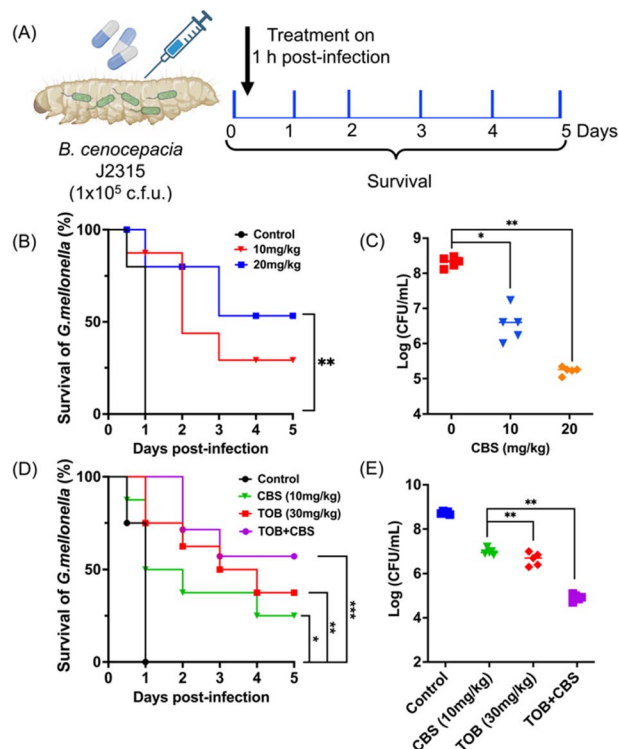 (A)
Treatment on
1 h post-infection
0 1 2 3 4 5 Days
Survival
B. cenocepacia
J2315
(1x10⁵ c.f.u.)
(B)
Survival of G.mellonella (%)
100
50
0
0 1 2 3 4 5
Days post-infection
Control
10mg/kg
20mg/kg
**
(C)
Log (CFU/mL)
9
8
7
6
5
4
0 10 20
CBS (mg/kg)
*
**
(D)
Survival of G.mellonella (%)
100
50
0
0 1 2 3 4 5
Days post-infection
Control
CBS (10mg/kg)
TOB (30mg/kg)
TOB+CBS
*
**
***
(E)
Log (CFU/mL)
10
8
6
4
2
**
**
Control
CBS (10mg/kg)
TOB (30mg/kg)
TOB+CBS